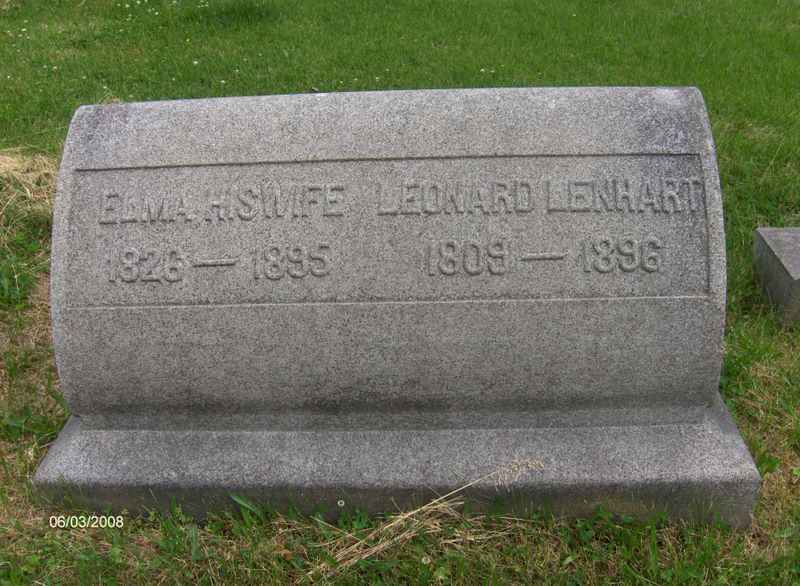 ELMA HIS WIFE LEONARD LENHART
1826 — 1895 1809 — 1896
06/03/2008